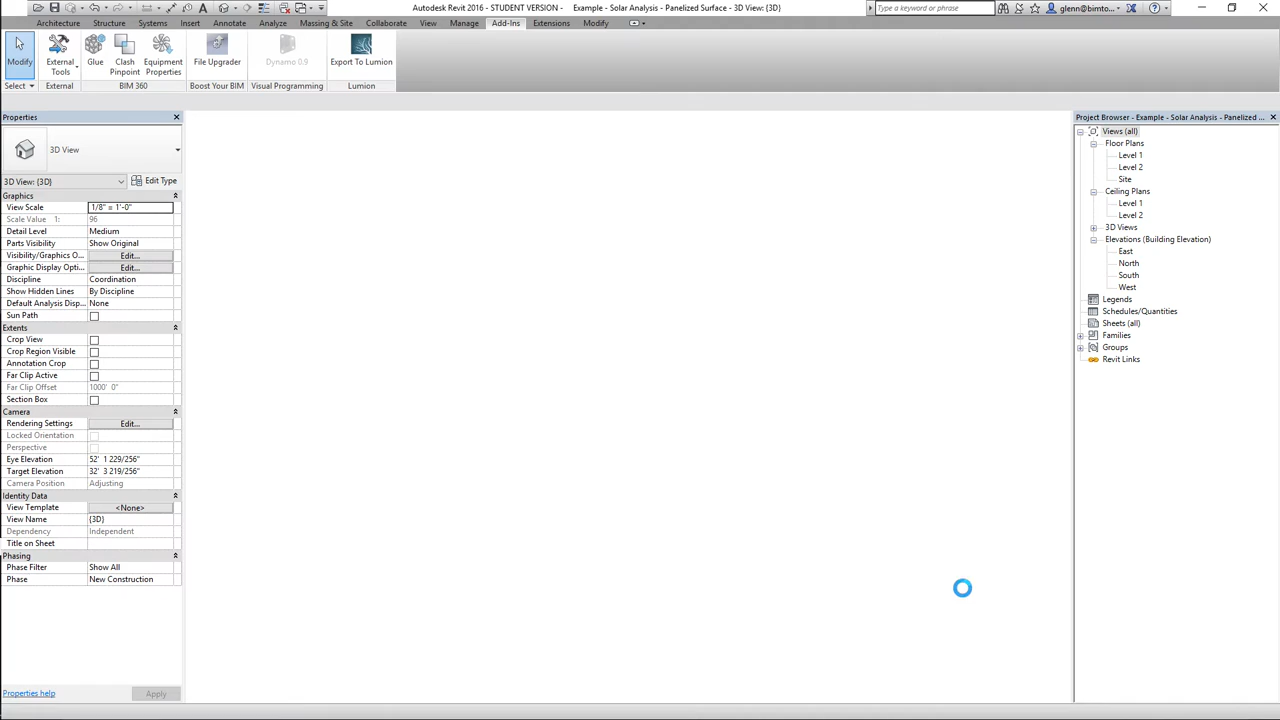 Autodesk Revit 2016 - STUDENT VERSION - Example - Solar Analysis - Panelized Surface - 3D View: {3D}
Type a keyword or phrase
glenn@bimto...
Architecture Structure Systems Insert Annotate Analyze Massing & Site Collaborate View Manage Add-Ins Extensions Modify
Modify
External Tools
Glue
Clash Pinpoint
Equipment Properties
File Upgrader
Dynamo 0.9
Export To Lumion
Select External BIM 360 Boost Your BIM Visual Programming Lumion
Properties
3D View
3D View: {3D} Edit Type
Graphics
View Scale 1/8" = 1'-0"
Scale Value 1: 96
Detail Level Medium
Parts Visibility Show Original
Visibility/Graphics O... Edit...
Graphic Display Opti... Edit...
Discipline Coordination
Show Hidden Lines By Discipline
Default Analysis Disp... None
Sun Path
Extents
Crop View
Crop Region Visible
Annotation Crop
Far Clip Active
Far Clip Offset 1000' 0"
Section Box
Camera
Rendering Settings Edit...
Locked Orientation
Perspective
Eye Elevation 52' 1 229/256"
Target Elevation 32' 3 219/256"
Camera Position Adjusting
Identity Data
View Template <None>
View Name {3D}
Dependency Independent
Title on Sheet
Phasing
Phase Filter Show All
Phase New Construction
Properties help Apply
Project Browser - Example - Solar Analysis - Panelized ...
Views (all)
Floor Plans
Level 1
Level 2
Site
Ceiling Plans
Level 1
Level 2
3D Views
Elevations (Building Elevation)
East
North
South
West
Legends
Schedules/Quantities
Sheets (all)
Families
Groups
Revit Links